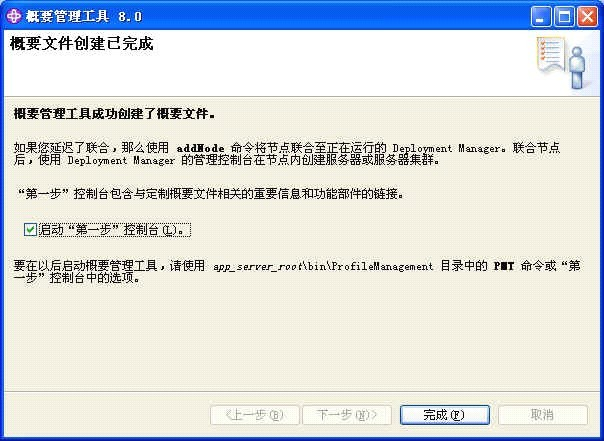 概要管理工具 8.0
概要文件创建已完成
概要管理工具成功创建了概要文件。
如果您延迟了联合，那么使用 addNode 命令将节点联合至正在运行的 Deployment Manager。联合节点
后，使用 Deployment Manager 的管理控制台在节点内创建服务器或服务器集群。
“第一步”控制台包含与定制概要文件相关的重要信息和功能部件的链接。
启动“第一步”控制台(L)。
要在以后启动概要管理工具，请使用 app_server_root\bin\ProfileManagement 目录中的 PMT 命令或“第
一步”控制台中的选项。
<上一步(B)
下一步(N)>
完成(F)
取消